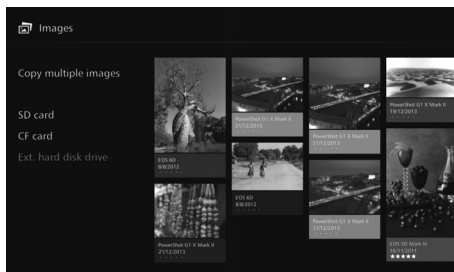 Images
Copy multiple images
SD card
CF card
Ext. hard disk drive
EOS 6D
8/8/2012
PowerShot G1 X Mark II
21/12/2013
PowerShot G1 X Mark II
21/12/2013
EOS 6D
8/8/2012
PowerShot G1 X Mark II
21/12/2013
PowerShot G1 X Mark II
21/12/2013
PowerShot G1 X Mark II
19/12/2013
EOS 5D Mark III
16/11/2011
★★★★★